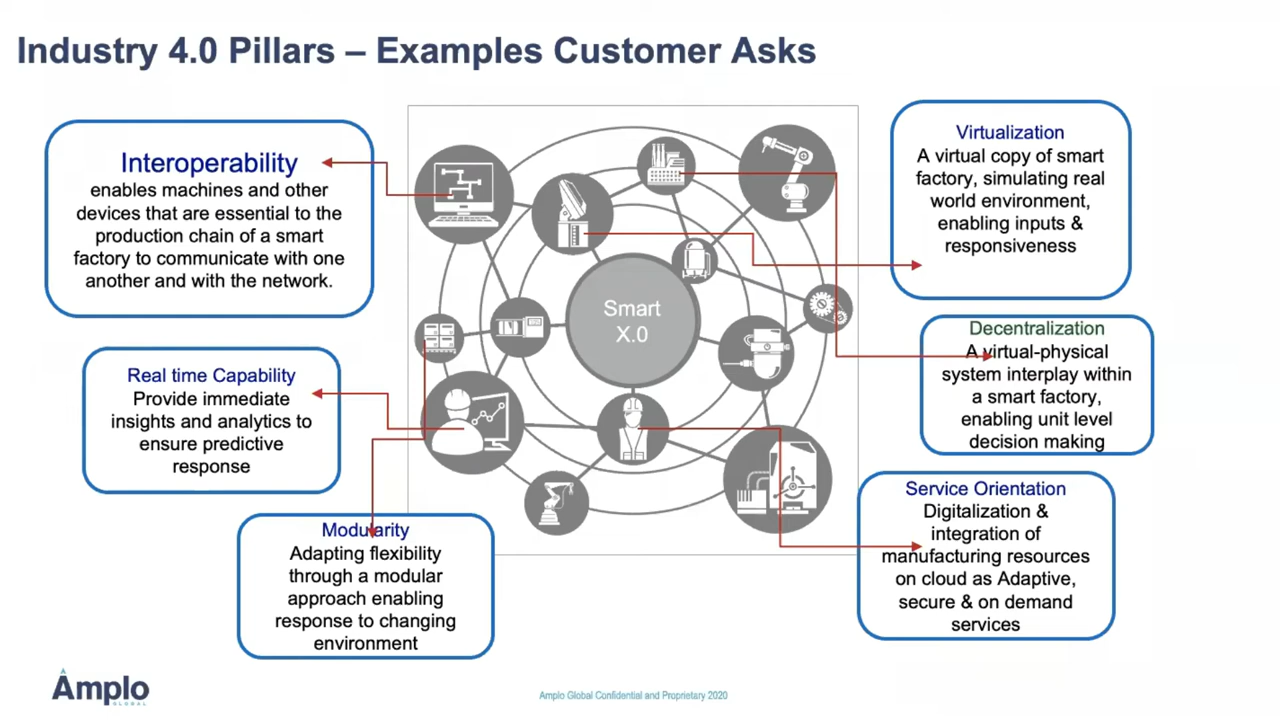 Industry 4.0 Pillars – Examples Customer Asks
Interoperability
enables machines and other
devices that are essential to the
production chain of a smart
factory to communicate with one
another and with the network.
Real time Capability
Provide immediate
insights and analytics to
ensure predictive
response
Modularity
Adapting flexibility
through a modular
approach enabling
response to changing
environment
Smart
X.0
Virtualization
A virtual copy of smart
factory, simulating real
world environment,
enabling inputs &
responsiveness
Decentralization
A virtual-physical
system interplay within
a smart factory,
enabling unit level
decision making
Service Orientation
Digitalization &
integration of
manufacturing resources
on cloud as Adaptive,
secure & on demand
services
Amplo
GLOBAL
Amplo Global Confidential and Proprietary 2020